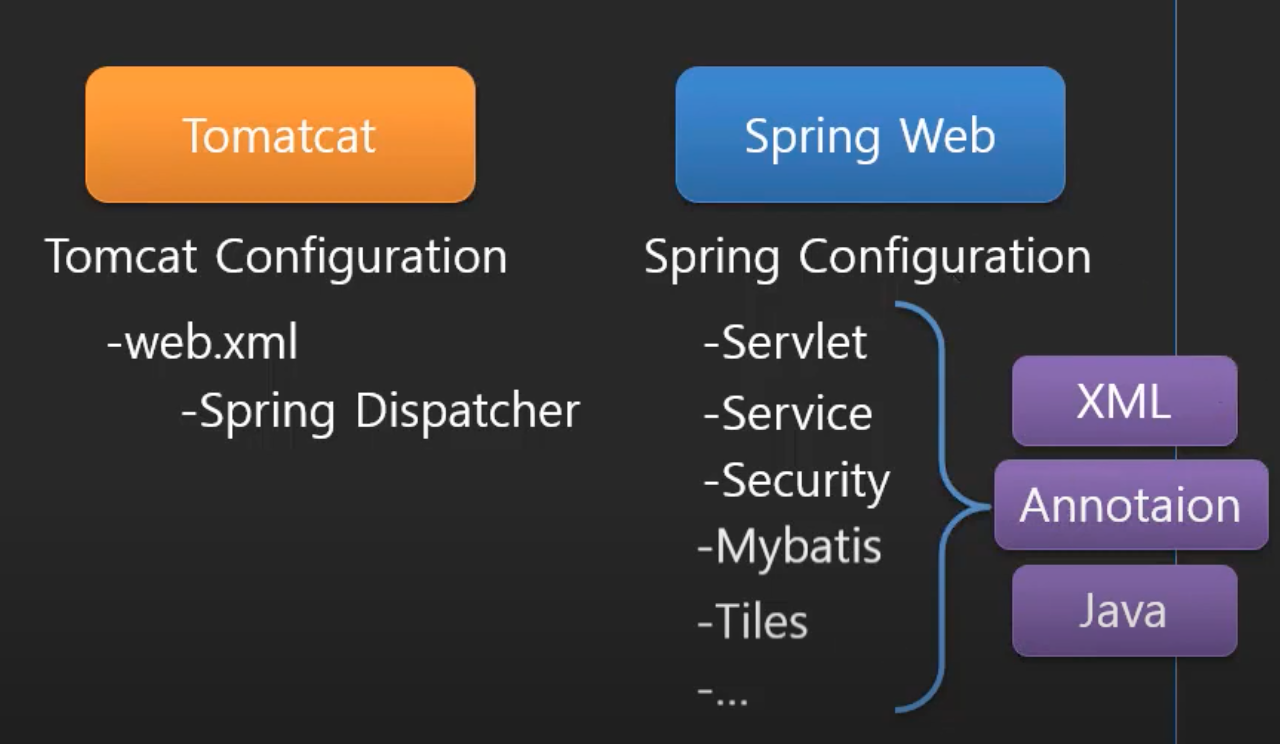 Tomatcat
Tomcat Configuration
-web.xml
-Spring Dispatcher
Spring Web
Spring Configuration
-Servlet
-Service
-Security
-Mybatis
-Tiles
-...
XML
Annotaion
Java